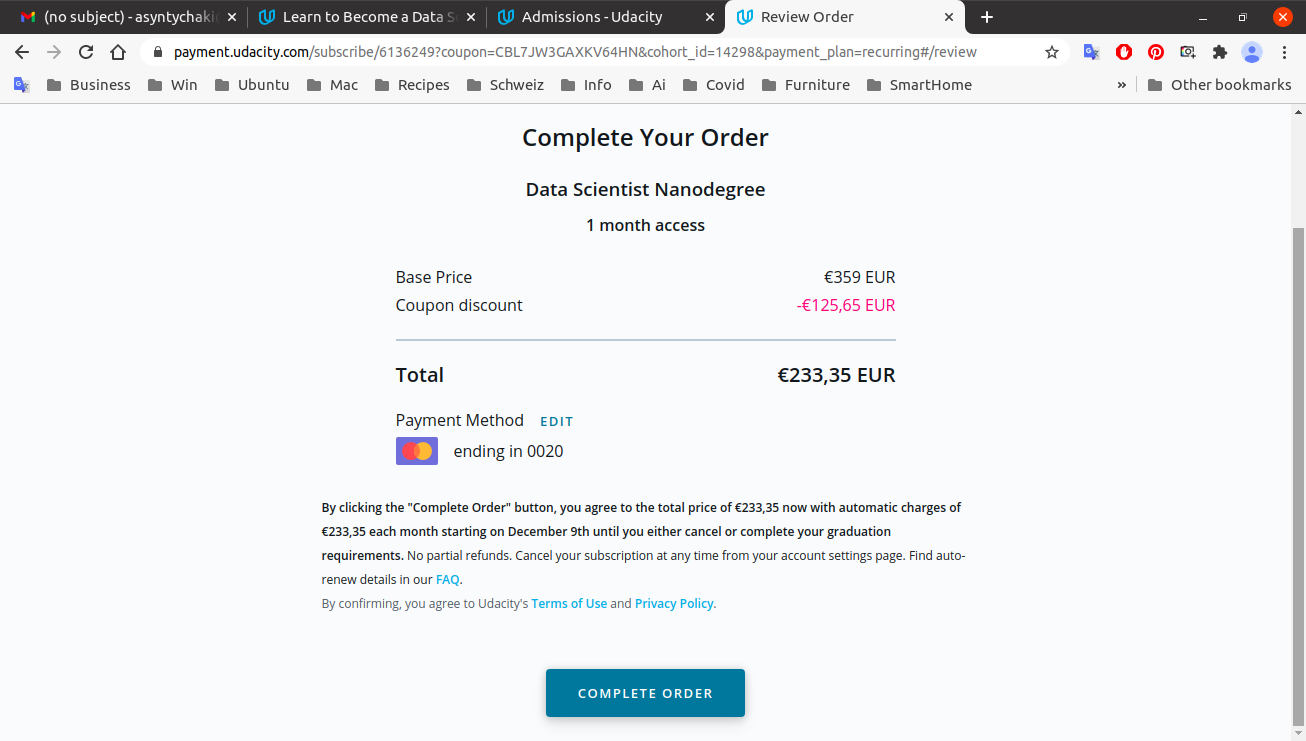 (no subject) - asyntychaki
Learn to Become a Data S
Admissions - Udacity
Review Order
payment.udacity.com/subscribe/6136249?coupon=CBL7JW3GAXKV64HN&cohort_id=14298&payment_plan=recurring#/review
Business Win Ubuntu Mac Recipes Schweiz Info Ai Covid Furniture SmartHome » Other bookmarks
Complete Your Order
Data Scientist Nanodegree
1 month access
Base Price €359 EUR
Coupon discount -€125,65 EUR
Total €233,35 EUR
Payment Method EDIT
ending in 0020
By clicking the "Complete Order" button, you agree to the total price of €233,35 now with automatic charges of
€233,35 each month starting on December 9th until you either cancel or complete your graduation
requirements. No partial refunds. Cancel your subscription at any time from your account settings page. Find auto-
renew details in our FAQ.
By confirming, you agree to Udacity's Terms of Use and Privacy Policy.
COMPLETE ORDER